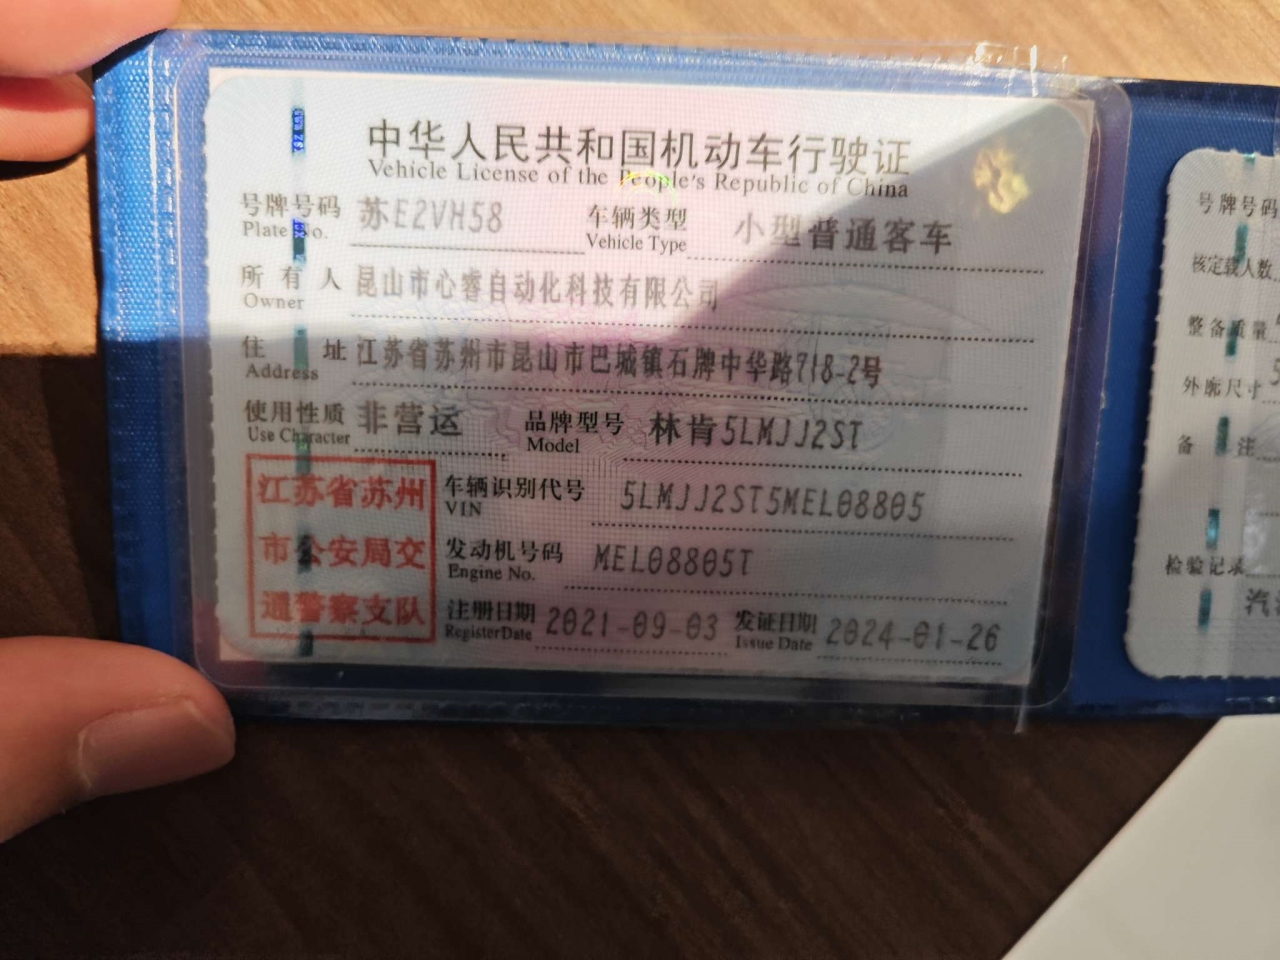 中华人民共和国机动车行驶证
Vehicle License of the People's Republic of China
号牌号码 苏E2VH58 车辆类型 小型普通客车
Plate No. Vehicle Type
所有人 昆山市心睿自动化科技有限公司
Owner
住址 江苏省苏州市昆山市巴城镇石牌中华路718-2号
Address
使用性质 非营运 品牌型号 林肯5LMJJ2ST
Use Character Model
江苏省苏州
市公安局交
通警察支队
车辆识别代号 5LMJJ2ST5MEL08805
VIN
发动机号码 MEL08805T
Engine No.
注册日期 2021-09-03 发证日期 2024-01-26
Register Date Issue Date
号牌号码
核定载人数
整备质量
外廓尺寸
备注
检验记录